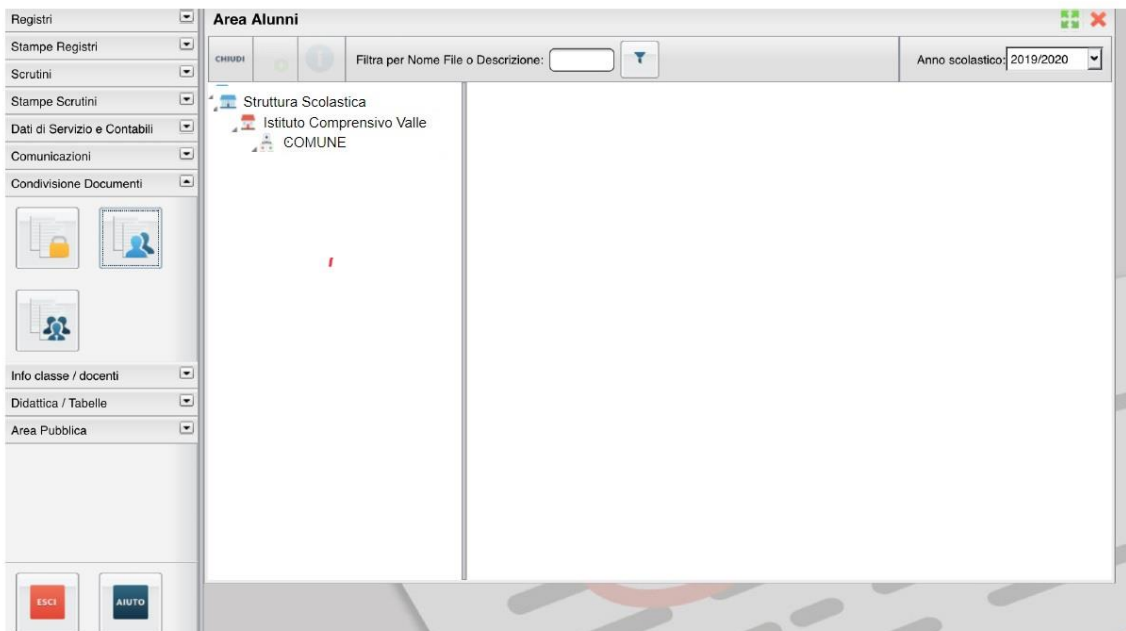 Registri
Stampe Registri
Scrutini
Stampe Scrutini
Dati di Servizio e Contabili
Comunicazioni
Condivisione Documenti
Info classe / docenti
Didattica / Tabelle
Area Pubblica
ESCI
AIUTO
Area Alunni
CHIUDI
Filtra per Nome File o Descrizione:
Anno scolastico: 2019/2020
Struttura Scolastica
Istituto Comprensivo Valle
COMUNE